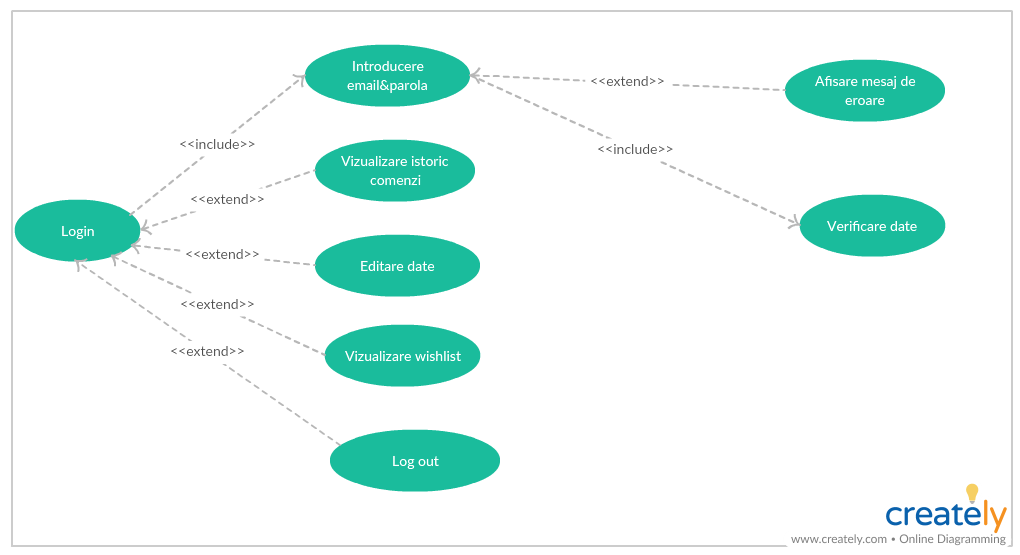 Introducere
email&parola
<<extend>>
Afisare mesaj de
eroare
<<include>>
<<include>>
Vizualizare istoric
comenzi
<<extend>>
Login
Verificare date
<<extend>>
Editare date
<<extend>>
Vizualizare wishlist
<<extend>>
Log out
creately
www.creately.com • Online Diagramming